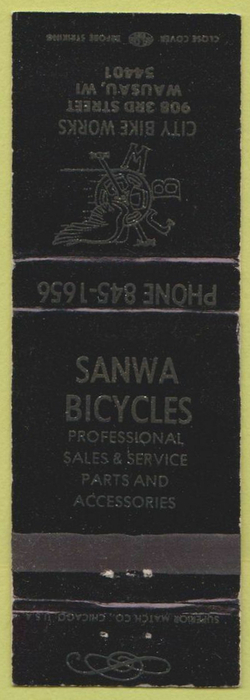 CLOSE COVER BEFORE STRIKING
CITY BIKE WORKS
908 3RD STREET
WAUSAU, WI
54401
C B W
PHONE 845-1656
SANWA
BICYCLES
PROFESSIONAL
SALES & SERVICE
PARTS AND
ACCESSORIES
SUPERIOR MATCH CO., CHICAGO, U.S.A.